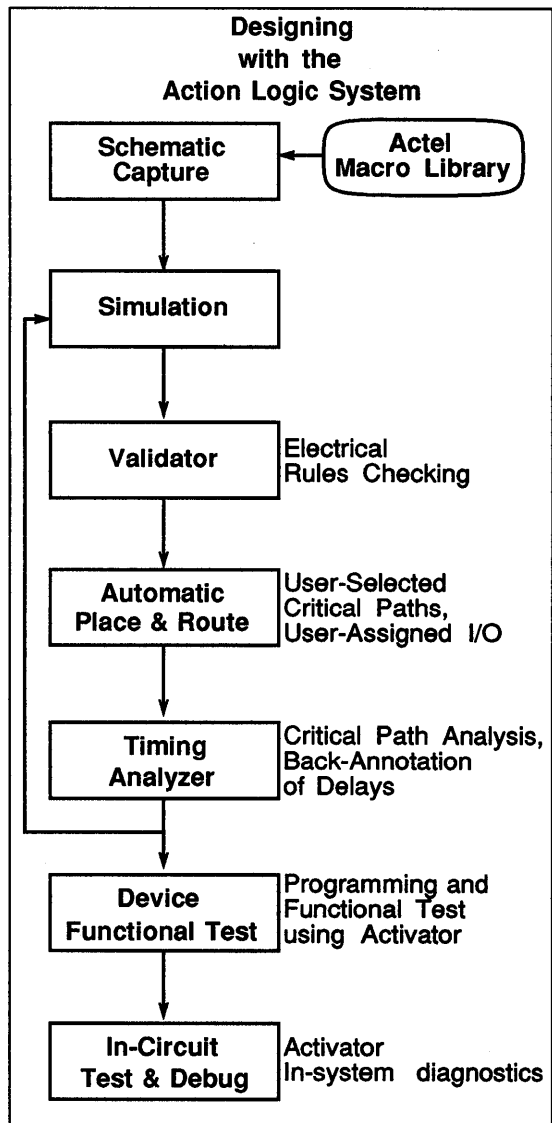 Designing
with the
Action Logic System
Schematic
Capture
Actel
Macro Library
Simulation
Validator
Electrical
Rules Checking
Automatic
Place & Route
User-Selected
Critical Paths,
User-Assigned I/O
Timing
Analyzer
Critical Path Analysis,
Back-Annotation
of Delays
Device
Functional Test
Programming and
Functional Test
using Activator
In-Circuit
Test & Debug
Activator
In-system diagnostics